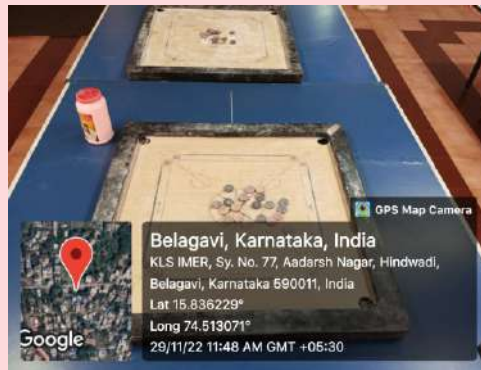 GPS Map Camera
Belagavi, Karnataka, India
KLS IMER, Sy. No. 77, Aadarsh Nagar, Hindwadi,
Belagavi, Karnataka 590011, India
Lat 15.836229°
Long 74.513071°
29/11/22 11:48 AM GMT +05:30
Google